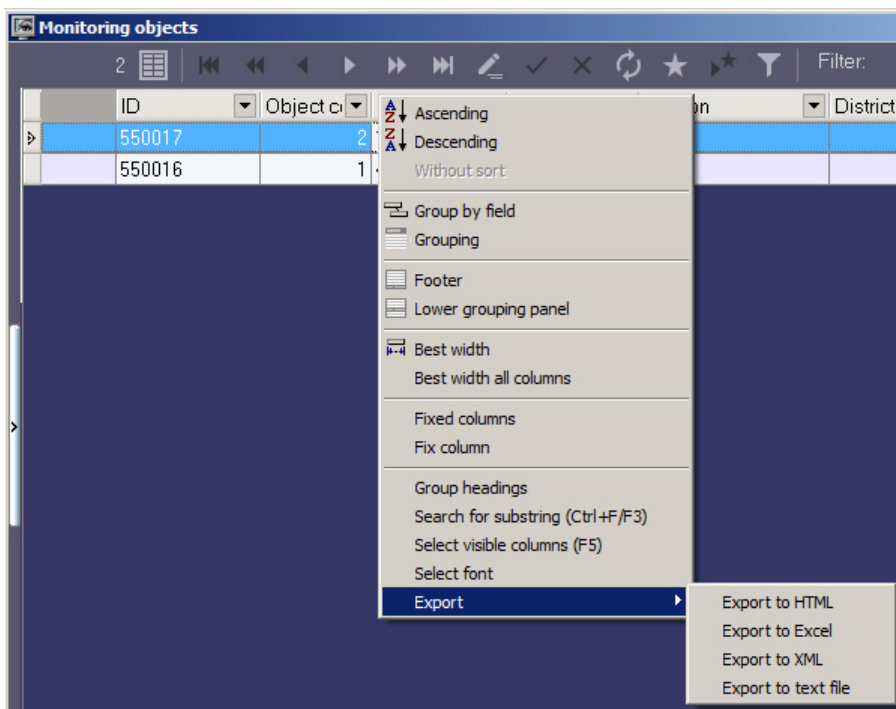 Monitoring objects
2 Filter:
ID Object co on District
550017 2
550016 1
Ascending
Descending
Without sort
Group by field
Grouping
Footer
Lower grouping panel
Best width
Best width all columns
Fixed columns
Fix column
Group headings
Search for substring (Ctrl+F/F3)
Select visible columns (F5)
Select font
Export
Export to HTML
Export to Excel
Export to XML
Export to text file